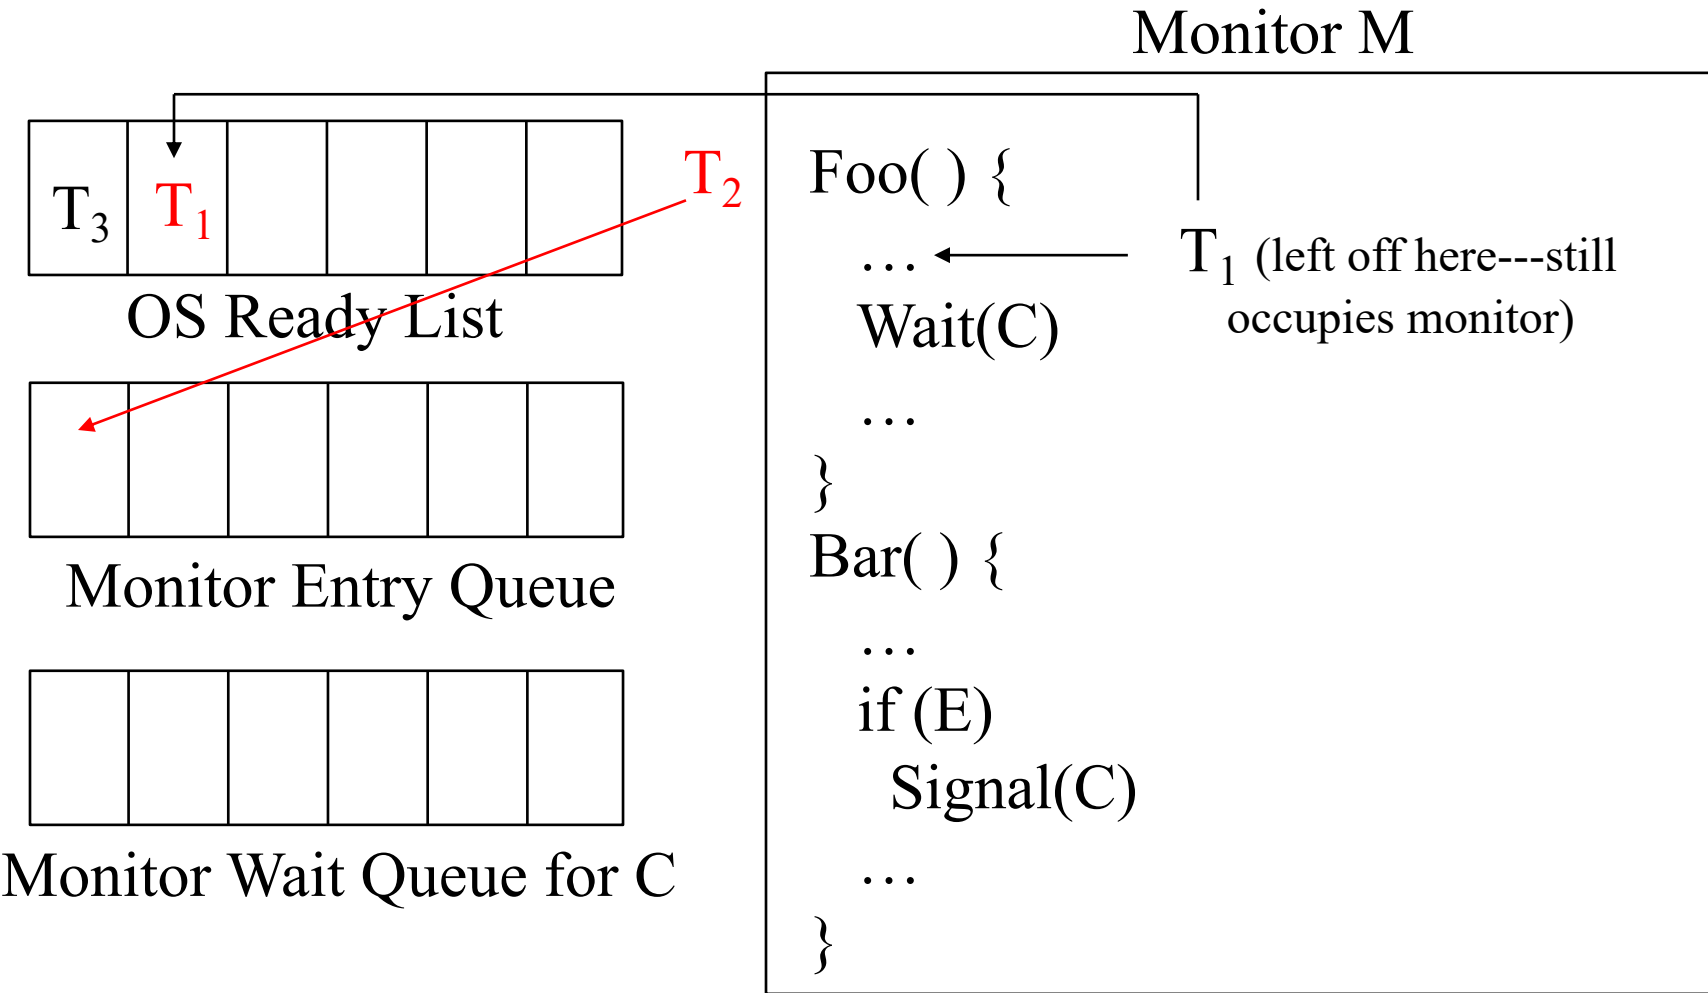 Monitor M
T3 T1
OS Ready List
T2
Monitor Entry Queue
Monitor Wait Queue for C
Foo( ) {
…
Wait(C)
…
}
Bar( ) {
…
if (E)
Signal(C)
…
}
T1 (left off here---still
occupies monitor)